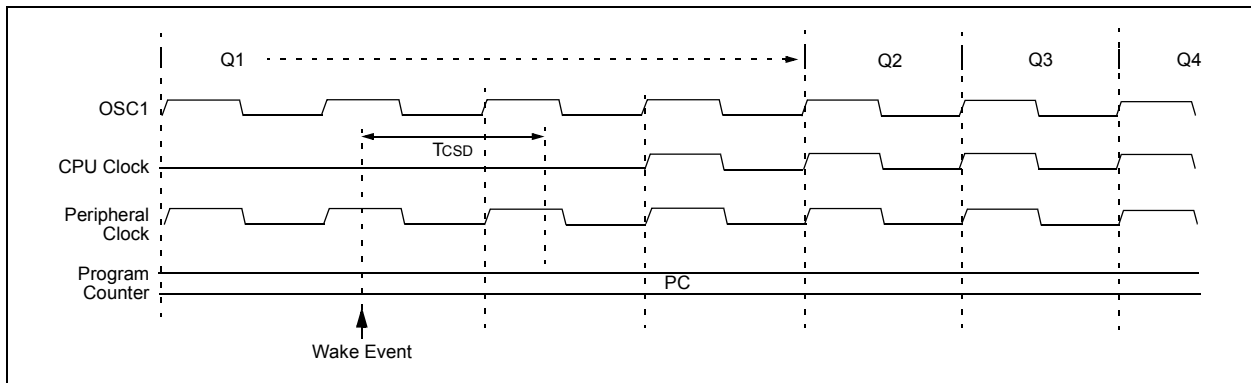 Q1
Q2
Q3
Q4
OSC1
TCSD
CPU Clock
Peripheral
Clock
Program
Counter
PC
Wake Event